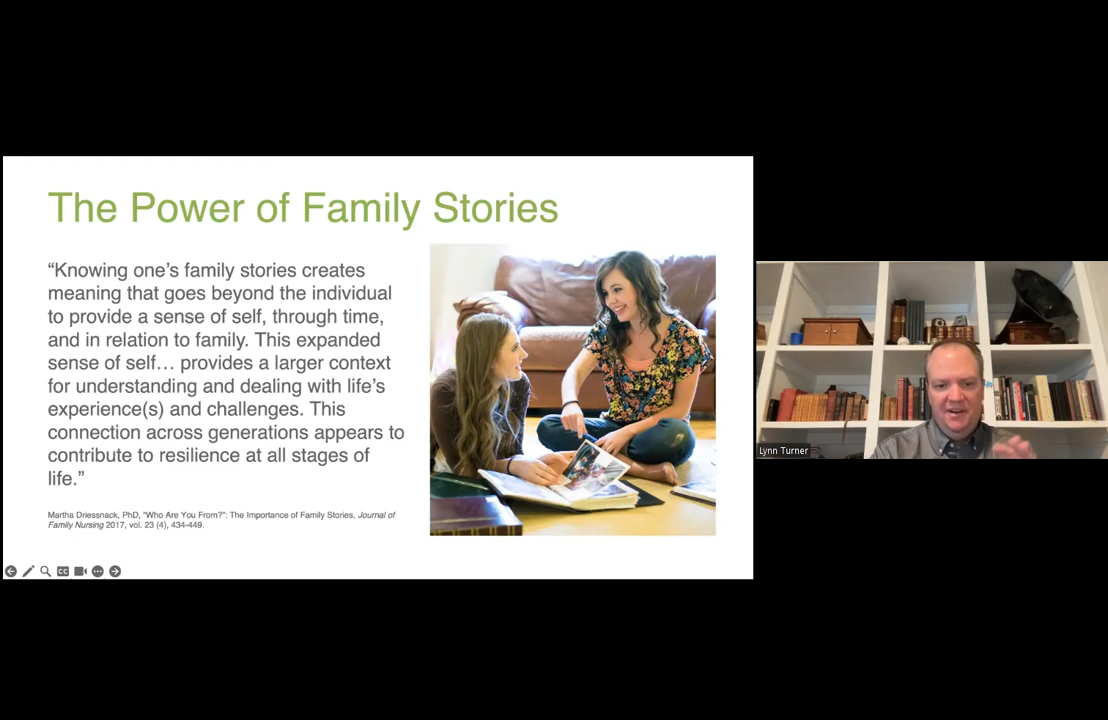 The Power of Family Stories
“Knowing one’s family stories creates
meaning that goes beyond the individual
to provide a sense of self, through time,
and in relation to family. This expanded
sense of self… provides a larger context
for understanding and dealing with life’s
experience(s) and challenges. This
connection across generations appears to
contribute to resilience at all stages of
life.”
Martha Driessnack, PhD, “Who Are You From?”: The Importance of Family Stories, Journal of
Family Nursing 2017, vol. 23 (4), 434-449.
CC
Lynn Turner